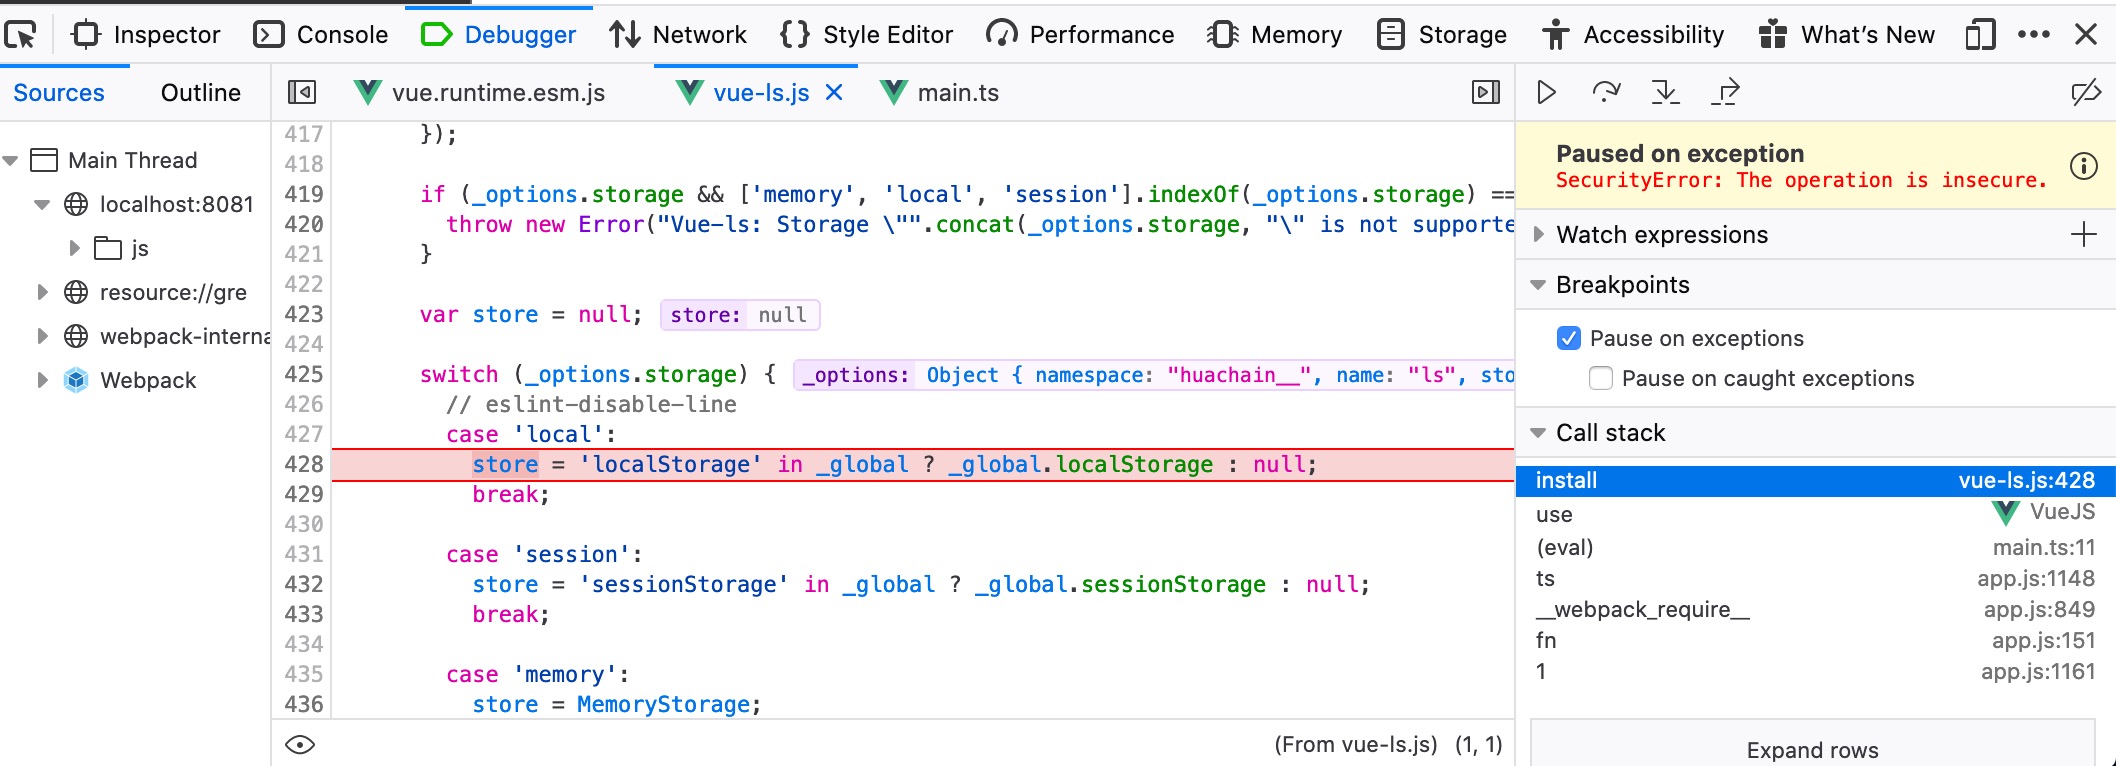 Inspector Console Debugger Network Style Editor Performance Memory Storage Accessibility What's New
Sources Outline
vue.runtime.esm.js vue-ls.js main.ts
Main Thread
localhost:8081
js
resource://gre
webpack-interna
Webpack
417 });
418
419 if (_options.storage && ['memory', 'local', 'session'].indexOf(_options.storage) ==
420 throw new Error("Vue-ls: Storage \"".concat(_options.storage, "\" is not supporte
421 }
422
423 var store = null; store: null
424
425 switch (_options.storage) { _options: Object { namespace: "huachain__", name: "ls", sto
426 // eslint-disable-line
427 case 'local':
428 store = 'localStorage' in _global ? _global.localStorage : null;
429 break;
430
431 case 'session':
432 store = 'sessionStorage' in _global ? _global.sessionStorage : null;
433 break;
434
435 case 'memory':
436 store = MemoryStorage;
(From vue-ls.js) (1, 1)
Paused on exception
SecurityError: The operation is insecure.
Watch expressions
Breakpoints
Pause on exceptions
Pause on caught exceptions
Call stack
install vue-ls.js:428
use VueJS
(eval) main.ts:11
ts app.js:1148
__webpack_require__ app.js:849
fn app.js:151
1 app.js:1161
Expand rows